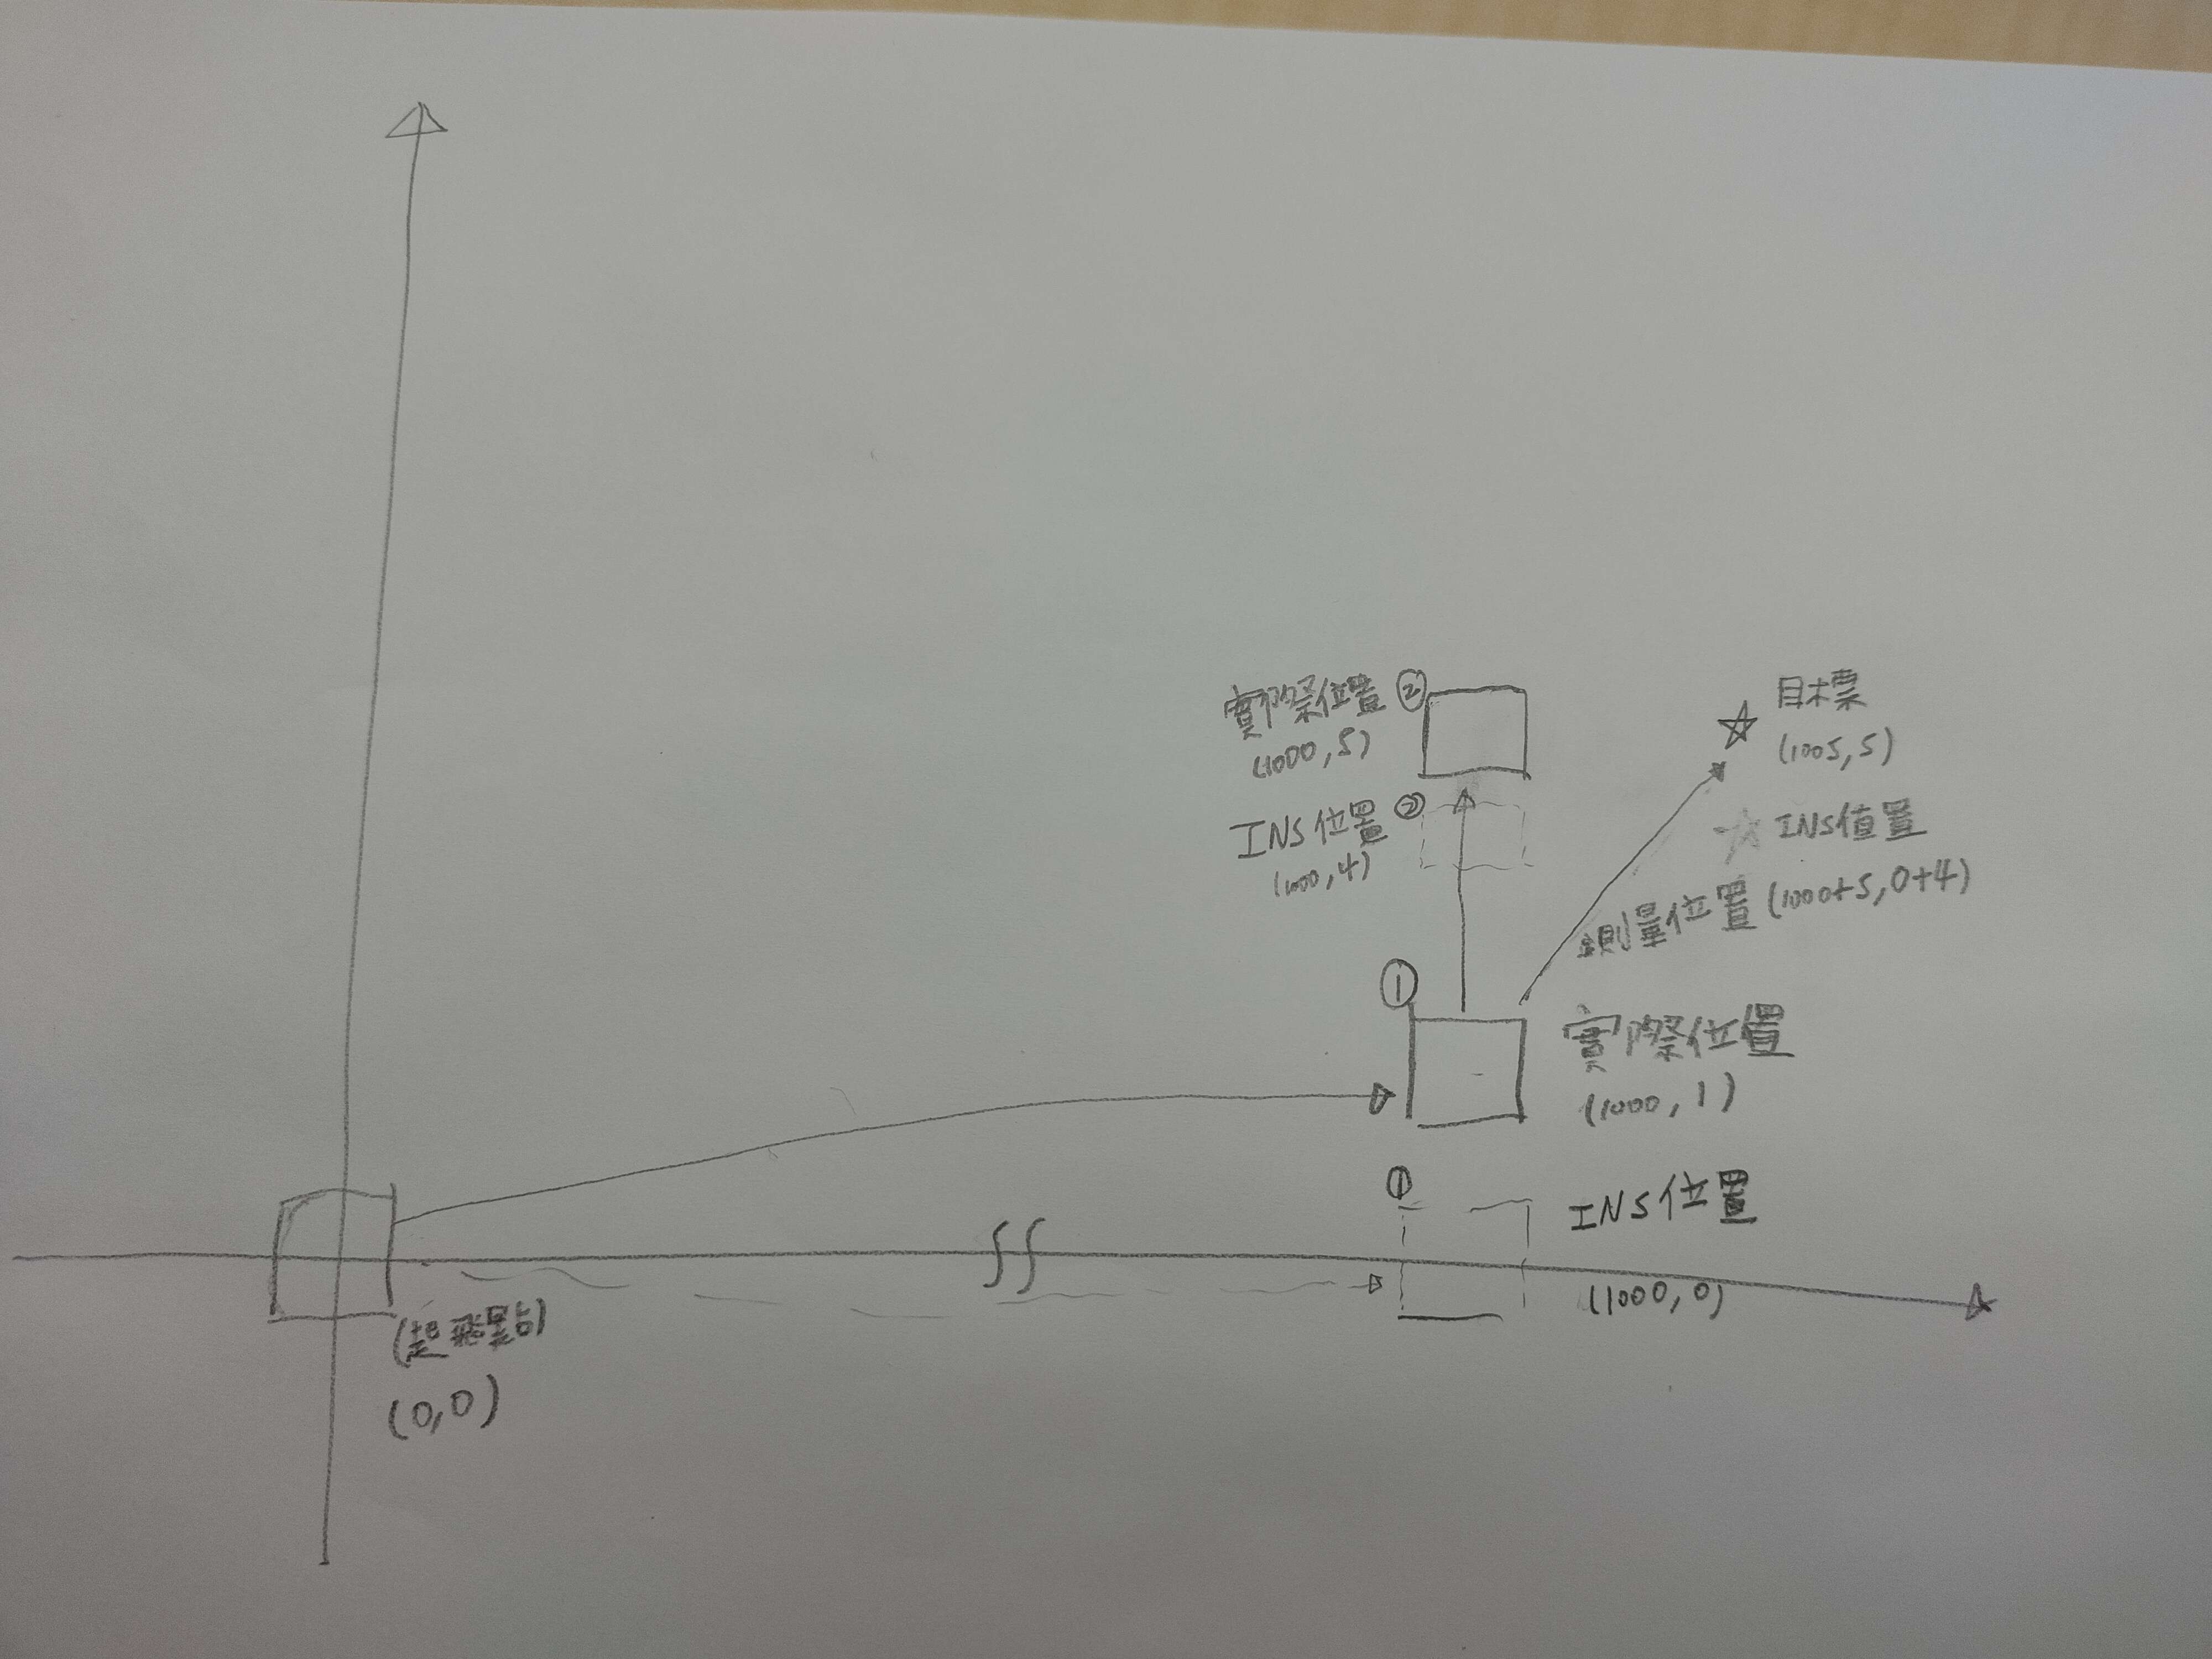 實際位置 ②
(1000,5)
INS位置 ②
(1000,4)
目標
(1005,5)
INS值置
測量位置 (1000+5,0+4)
①
實際位置
(1000,1)
①
INS位置
(1000,0)
(起飛點)
(0,0)